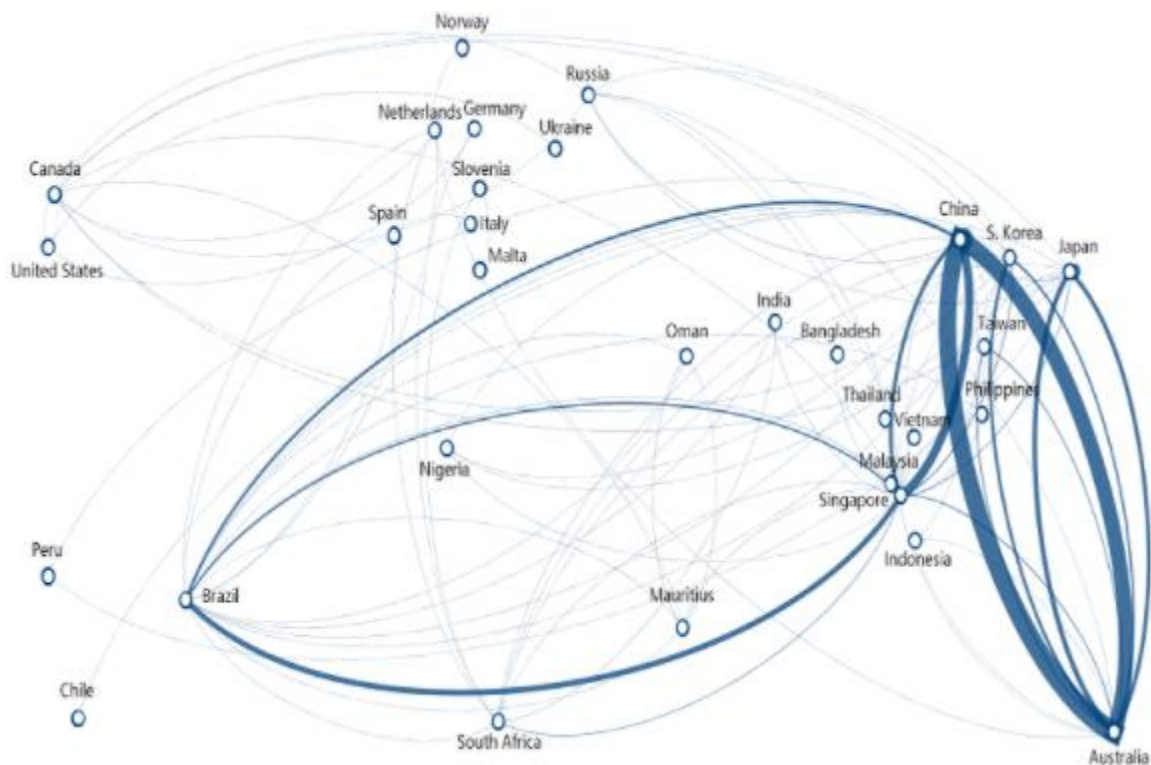 Norway
Russia
Netherlands
Germany
Ukraine
Canada
Slovenia
Spain
Italy
China
S. Korea
Japan
United States
Malta
India
Oman
Bangladesh
Taiwan
Thailand
Philippines
Vietnam
Nigeria
Malaysia
Singapore
Peru
Indonesia
Brazil
Mauritius
Chile
South Africa
Australia